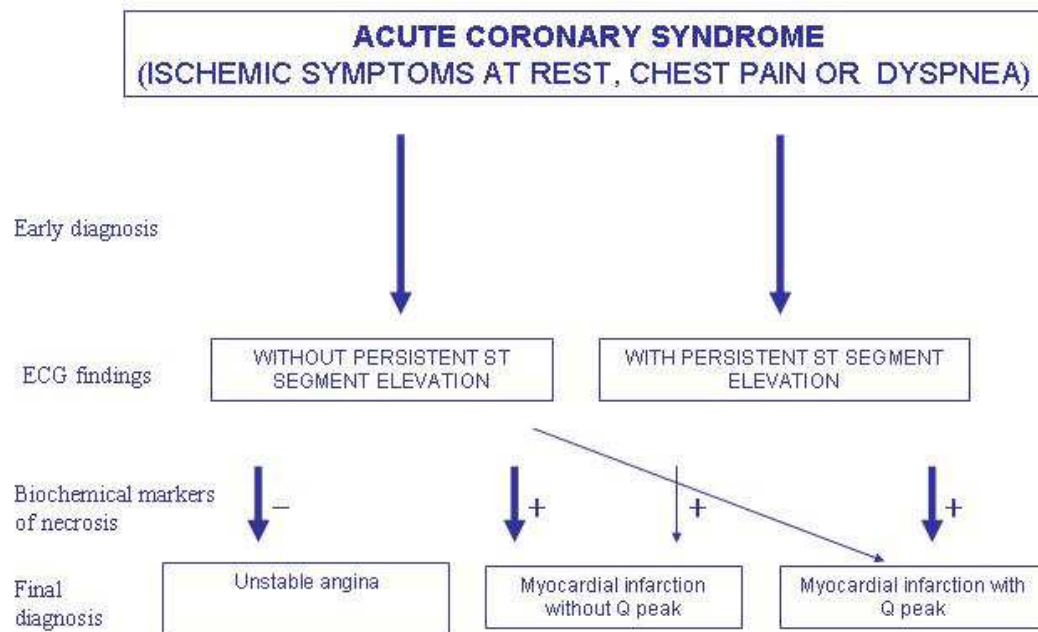 ACUTE CORONARY SYNDROME
(ISCHEMIC SYMPTOMS AT REST, CHEST PAIN OR DYSPNEA)
Early diagnosis
ECG findings
WITHOUT PERSISTENT ST
SEGMENT ELEVATION
WITH PERSISTENT ST SEGMENT
ELEVATION
Biochemical markers
of necrosis
–
+
+
+
Final
diagnosis
Unstable angina
Myocardial infarction
without Q peak
Myocardial infarction with
Q peak